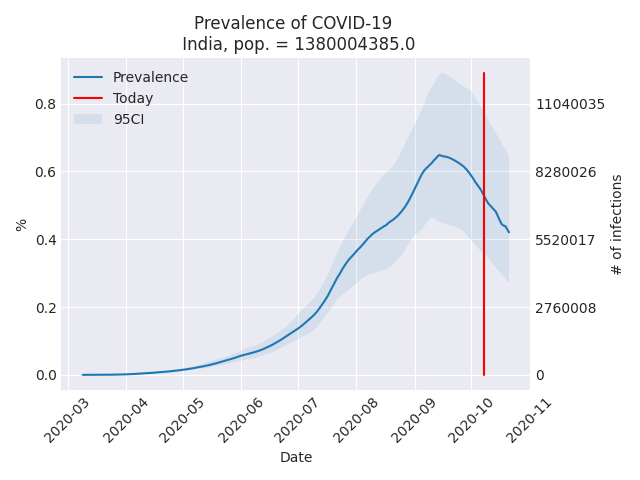 Prevalence of COVID-19
India, pop. = 1380004385.0
Prevalence
Today
95CI
0.8
0.6
0.4
0.2
0.0
%
11040035
8280026
5520017
2760008
0
# of infections
2020-03
2020-04
2020-05
2020-06
2020-07
2020-08
2020-09
2020-10
2020-11
Date